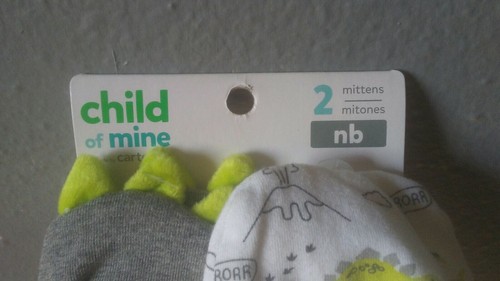 child
of mine
2 mittens
mitones
nb
ROAR
ROAR